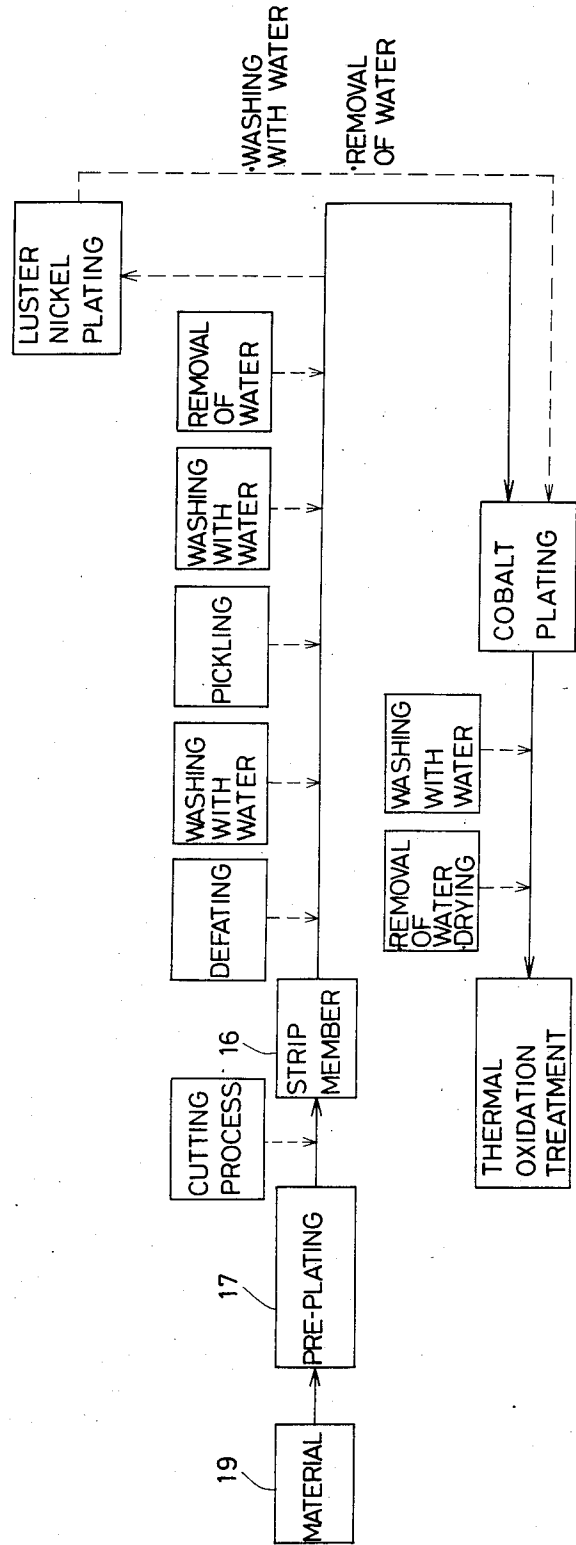 19
MATERIAL
17
PRE-PLATING
CUTTING
PROCESS
16
STRIP
MEMBER
DEFATING
WASHING
WITH
WATER
PICKLING
WASHING
WITH
WATER
REMOVAL
OF
WATER
LUSTER
NICKEL
PLATING
·WASHING
WITH WATER
·REMOVAL
OF WATER
COBALT
PLATING
WASHING
WITH
WATER
·REMOVAL
OF
WATER
·DRYING
THERMAL
OXIDATION
TREATMENT